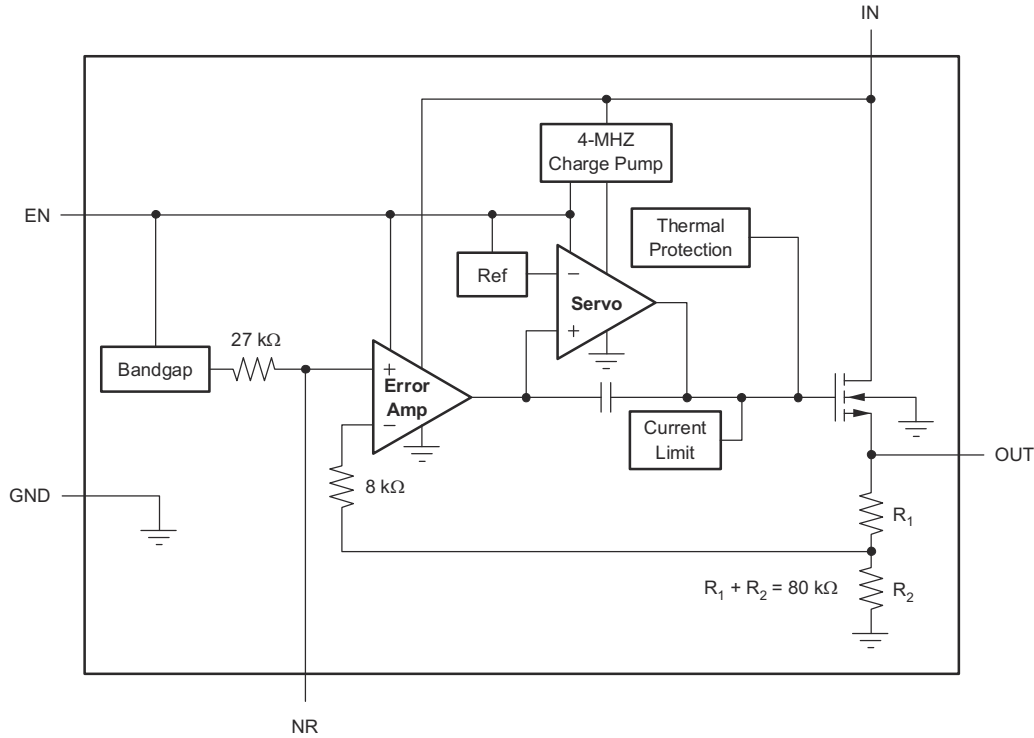 IN
4-MHZ
Charge Pump
EN
Thermal
Protection
Ref
−
Servo
+
27 kΩ
Bandgap
+
Error
Amp
−
Current
Limit
OUT
8 kΩ
GND
R1
R1 + R2 = 80 kΩ
R2
NR